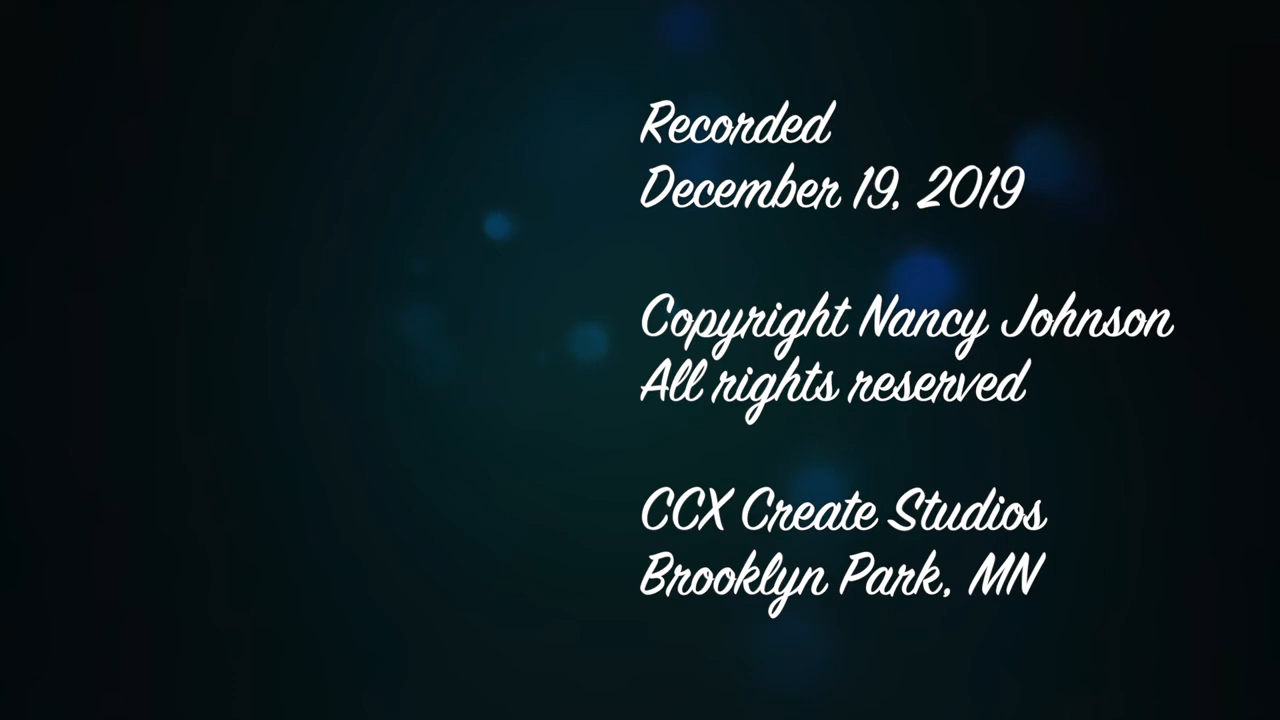 Recorded
December 19, 2019
Copyright Nancy Johnson
All rights reserved
CCX Create Studios
Brooklyn Park, MN